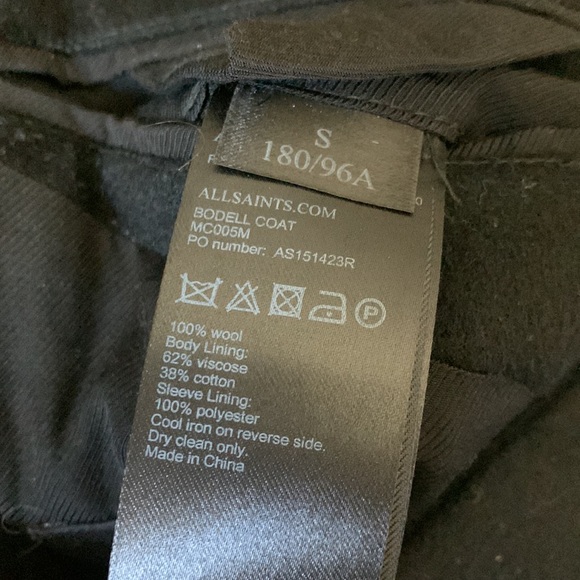 S
180/96A
ALLSAINTS.COM
BODELL COAT
MC005M
PO number: AS151423R
P
100% wool
Body Lining:
62% viscose
38% cotton
Sleeve Lining:
100% polyester
Cool iron on reverse side.
Dry clean only.
Made in China